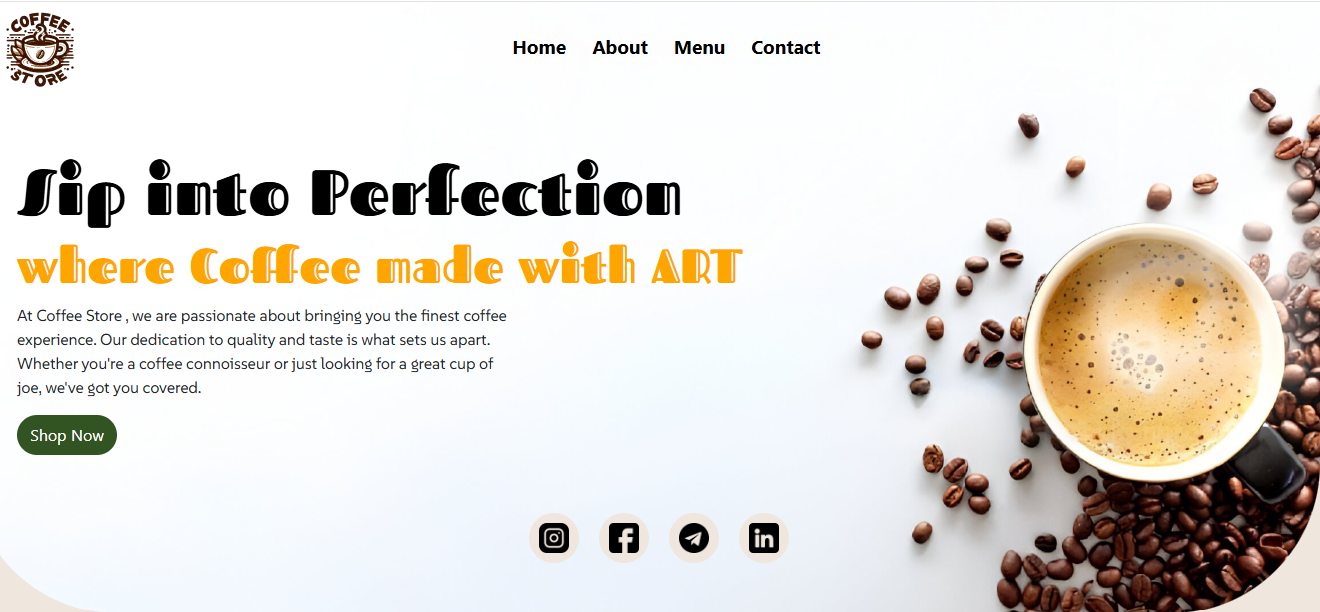 COFFEE
STORE
Home About Menu Contact
Sip into Perfection
where Coffee made with ART
At Coffee Store , we are passionate about bringing you the finest coffee
experience. Our dedication to quality and taste is what sets us apart.
Whether you're a coffee connoisseur or just looking for a great cup of
joe, we've got you covered.
Shop Now